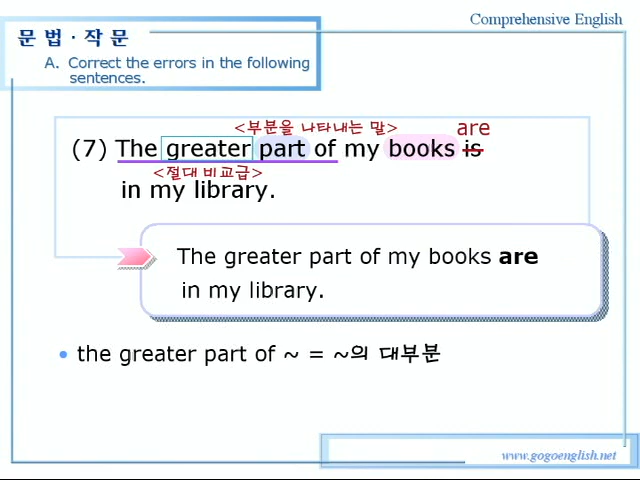 Comprehensive English
문 법 · 작 문
A. Correct the errors in the following
sentences.
<부분을 나타내는 말> are
(7) The greater part of my books is
<절대 비교급>
in my library.
The greater part of my books are
in my library.
• the greater part of ~ = ~의 대부분
www.gogoenglish.net